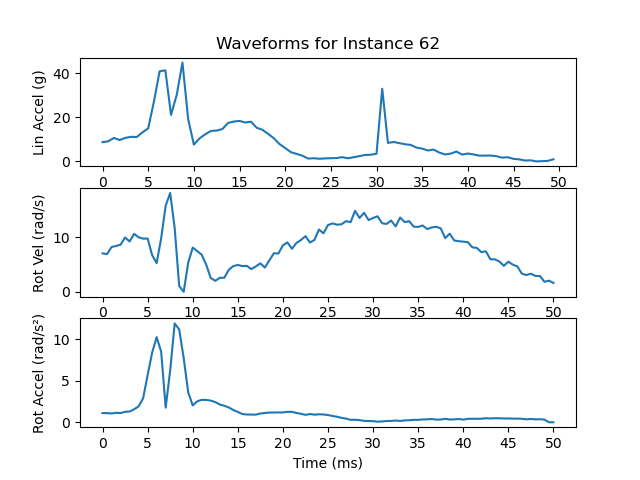 Waveforms for Instance 62
Lin Accel (g)
40
20
0
0 5 10 15 20 25 30 35 40 45 50
Rot Vel (rad/s)
10
0
0 5 10 15 20 25 30 35 40 45 50
Rot Accel (rad/s²)
10
5
0
0 5 10 15 20 25 30 35 40 45 50
Time (ms)